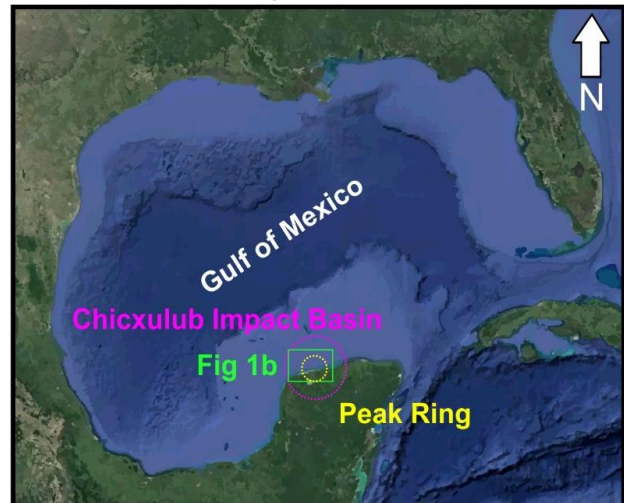 N
Gulf of Mexico
Chicxulub Impact Basin
Fig 1b
Peak Ring